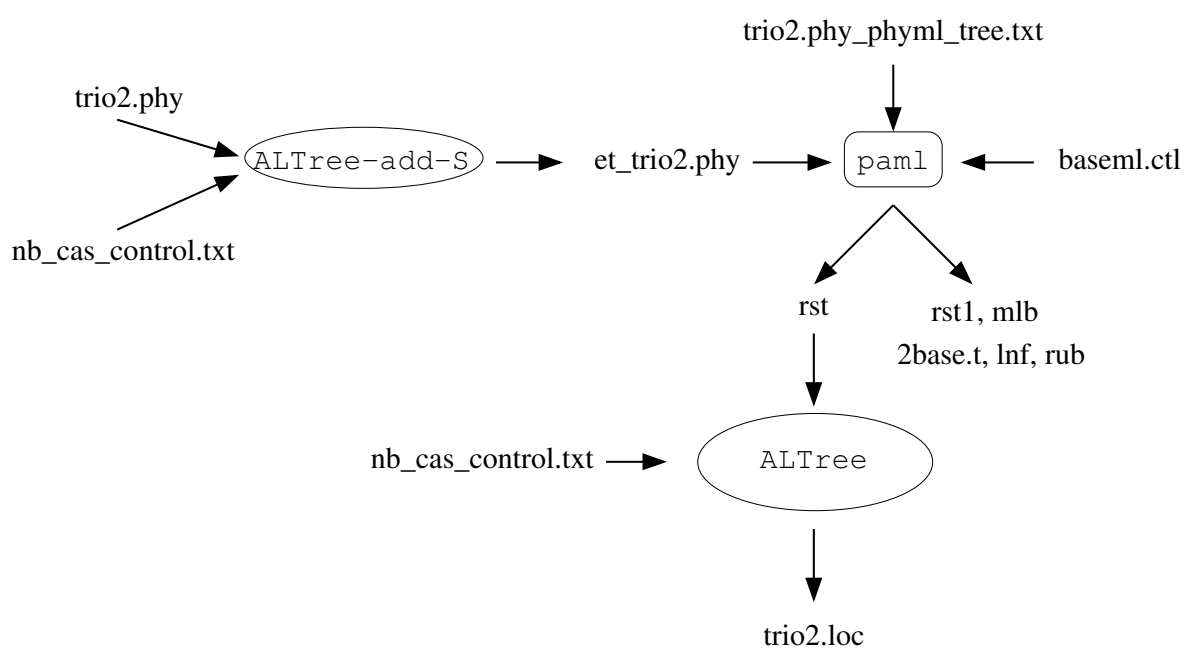 trio2.phy_phyml_tree.txt
trio2.phy
ALTree-add-S
et_trio2.phy
paml
baseml.ctl
nb_cas_control.txt
rst
rst1, mlb
2base.t, lnf, rub
nb_cas_control.txt
ALTree
trio2.loc